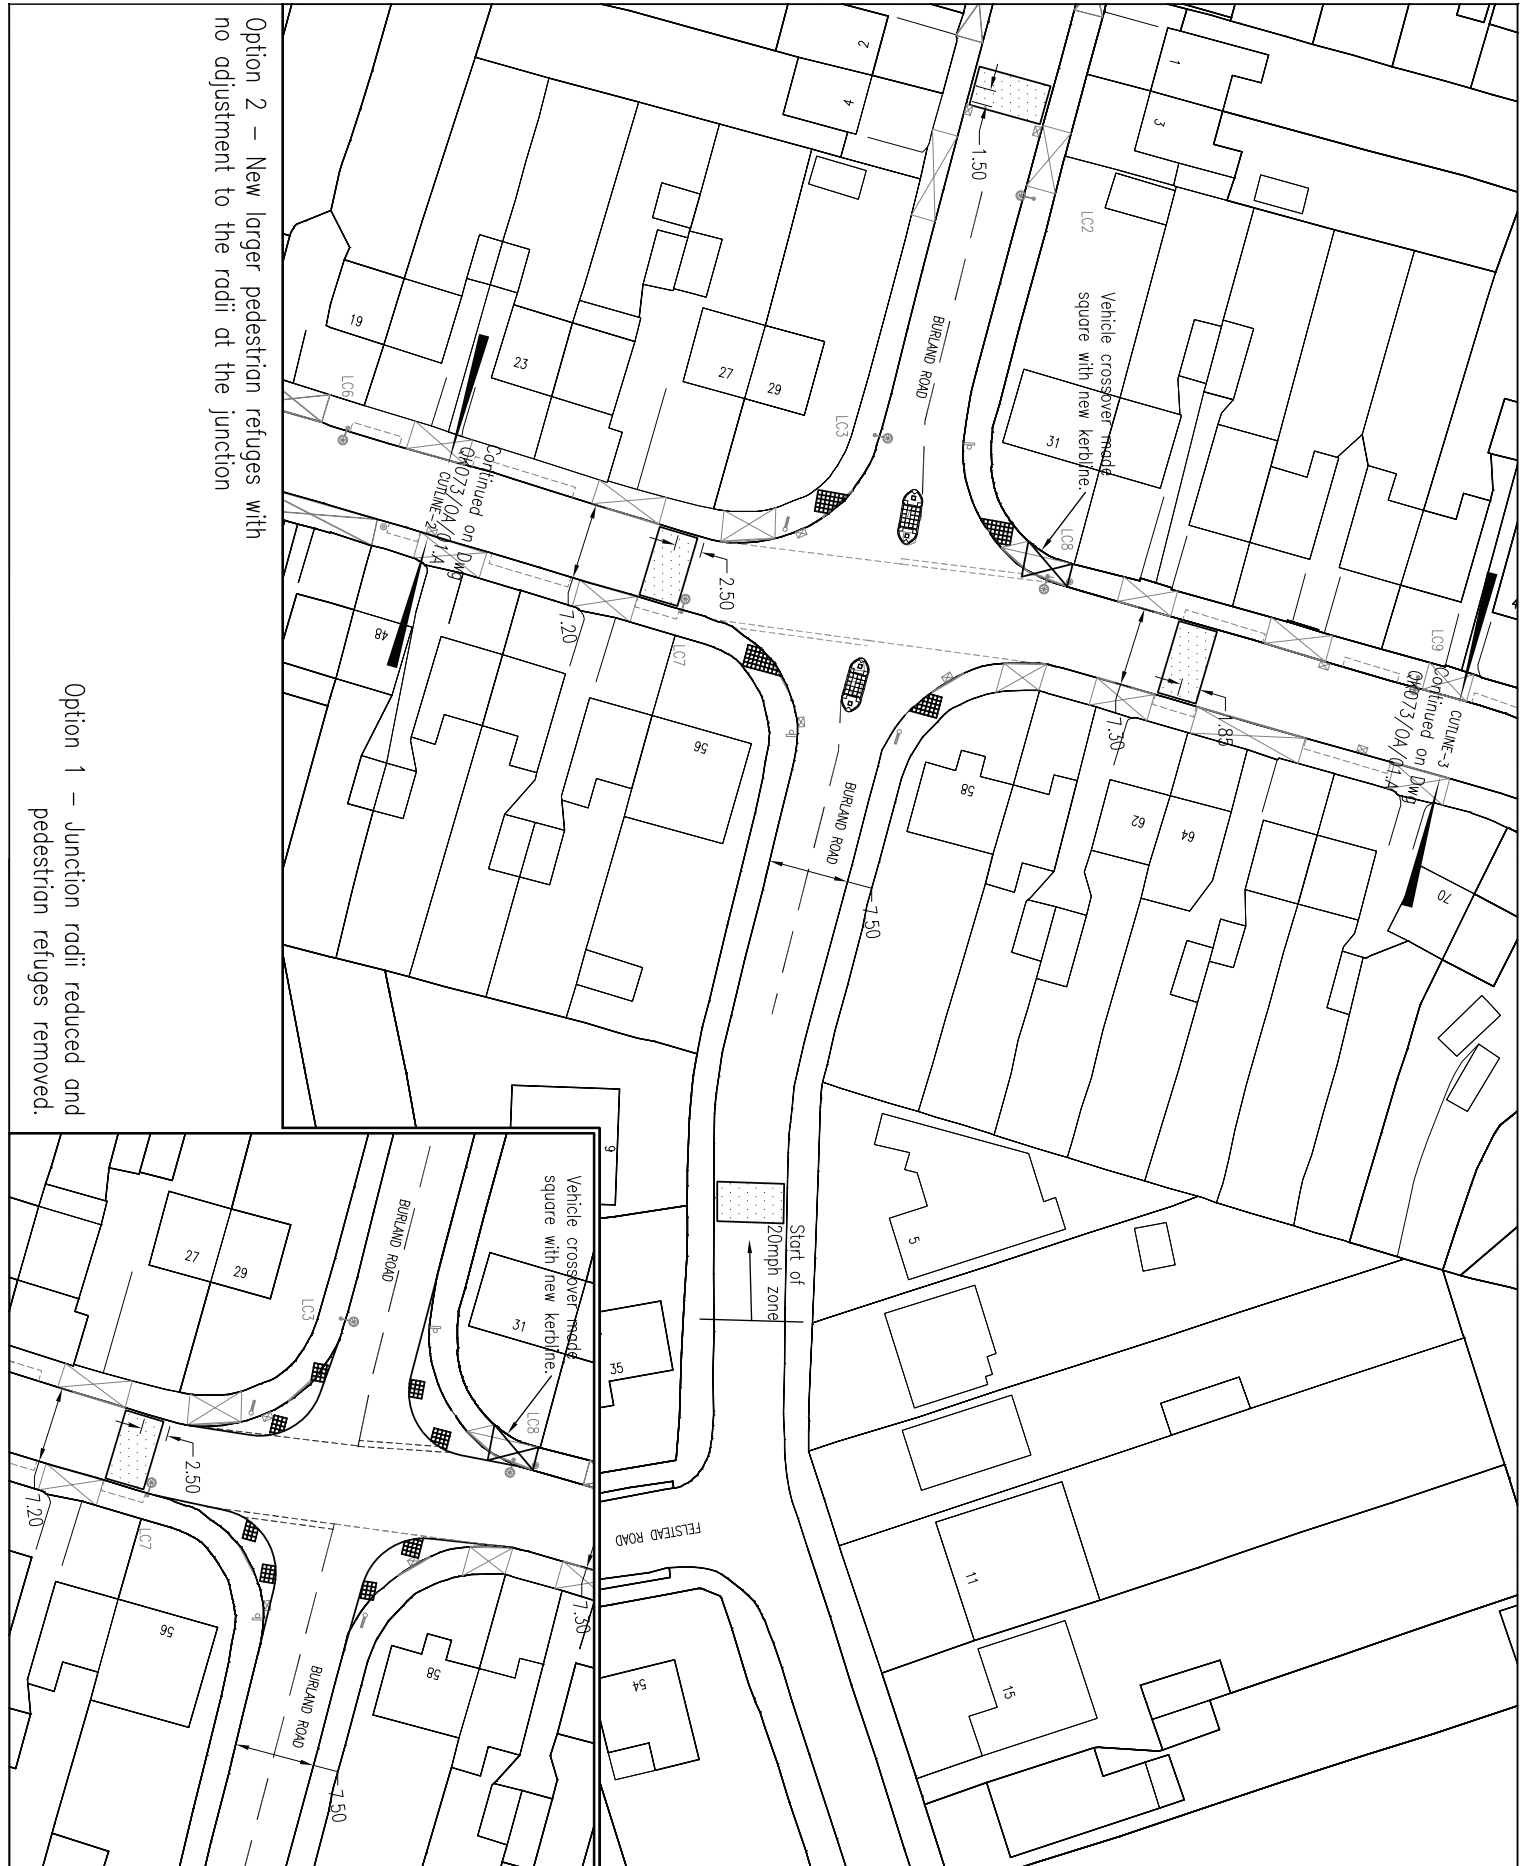 Option 2 - New larger pedestrian refuges with
no adjustment to the radii at the junction
Option 1 - Junction radii reduced and
pedestrian refuges removed.
2
4
1
3
1.50
LC2
Vehicle crossover made
square with new kerbline.
BURLAND ROAD
19
23
27
29
31
LC6
LC3
LC8
LC9
Continued on Dwg
QK073/OA/01.A
CUTLINE-2
2.50
7.20
LC7
48
56
58
62
64
70
7.30
1.85
CUTLINE-3
Continued on Dwg
QK073/OA/01.A
BURLAND ROAD
7.50
9
5
Start of
20mph zone
35
FELSTEAD ROAD
11
15
54
Vehicle crossover made
square with new kerbline.
BURLAND ROAD
27
29
31
LC3
LC8
2.50
7.20
LC7
7.30
56
58
BURLAND ROAD
7.50